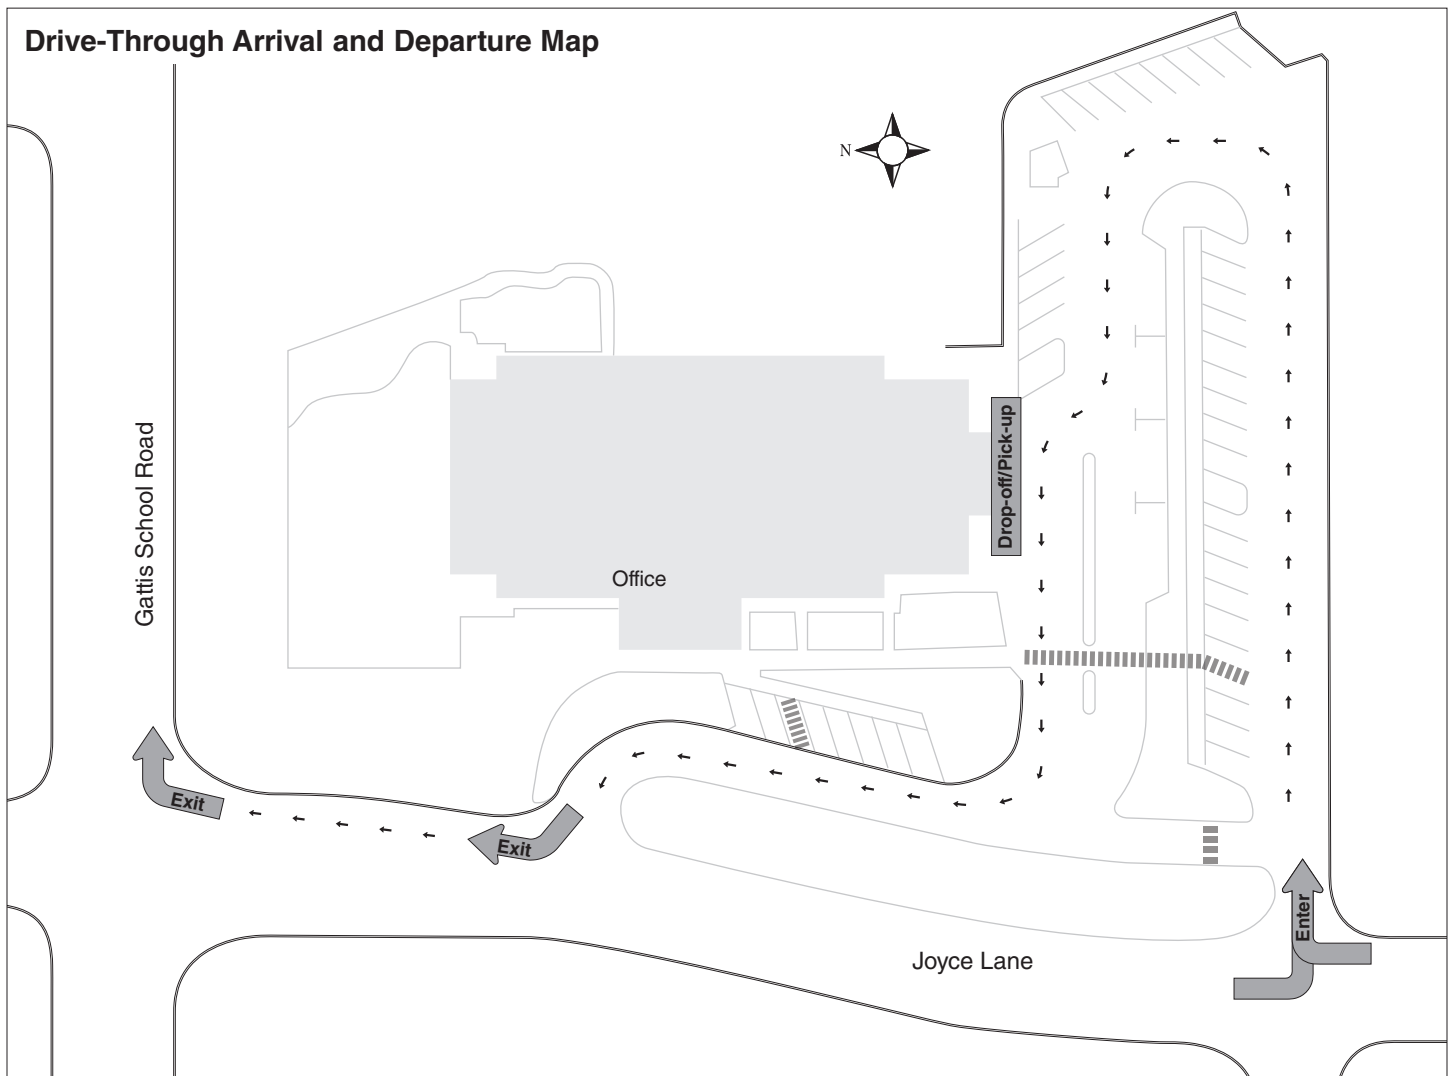 Drive-Through Arrival and Departure Map
N
Gattis School Road
Drop-off/Pick-up
Office
Exit
Exit
Enter
Joyce Lane